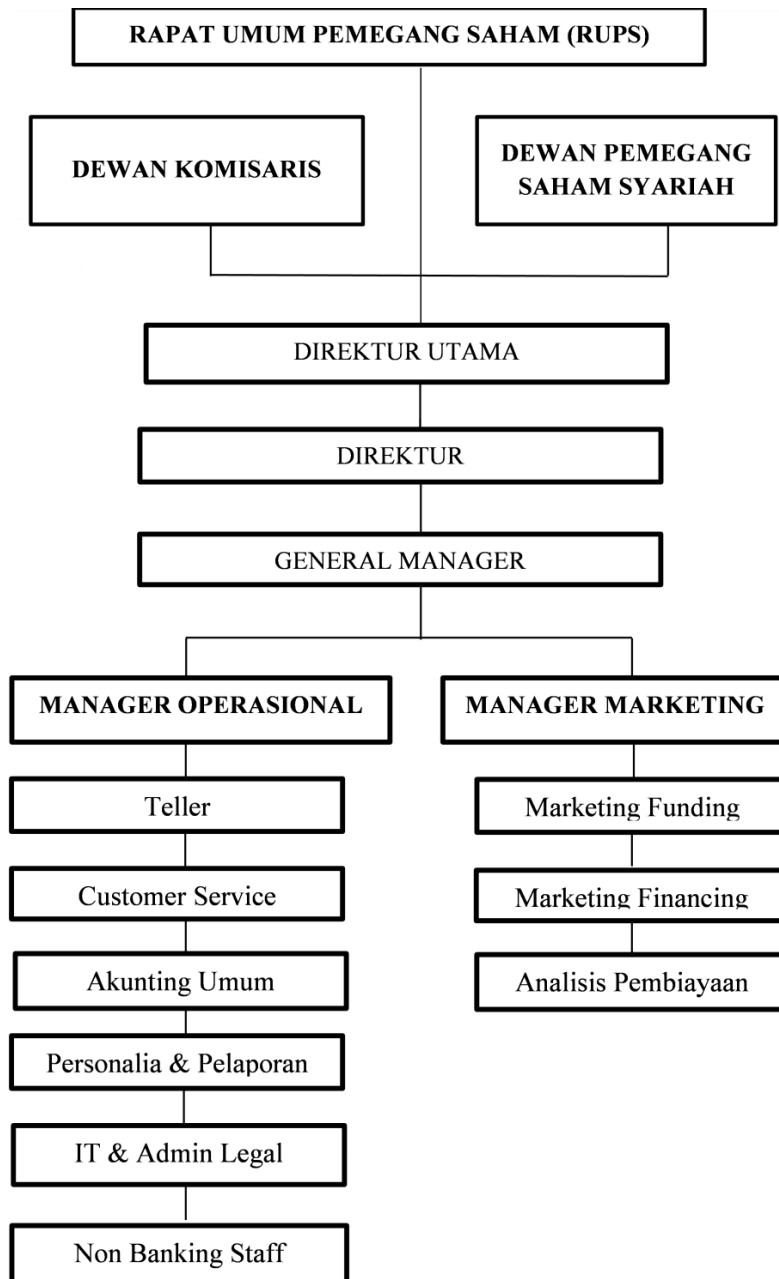 RAPAT UMUM PEMEGANG SAHAM (RUPS)
DEWAN KOMISARIS
DEWAN PEMEGANG
SAHAM SYARIAH
DIREKTUR UTAMA
DIREKTUR
GENERAL MANAGER
MANAGER OPERASIONAL
MANAGER MARKETING
Teller
Customer Service
Akunting Umum
Personalia & Pelaporan
IT & Admin Legal
Non Banking Staff
Marketing Funding
Marketing Financing
Analisis Pembiayaan